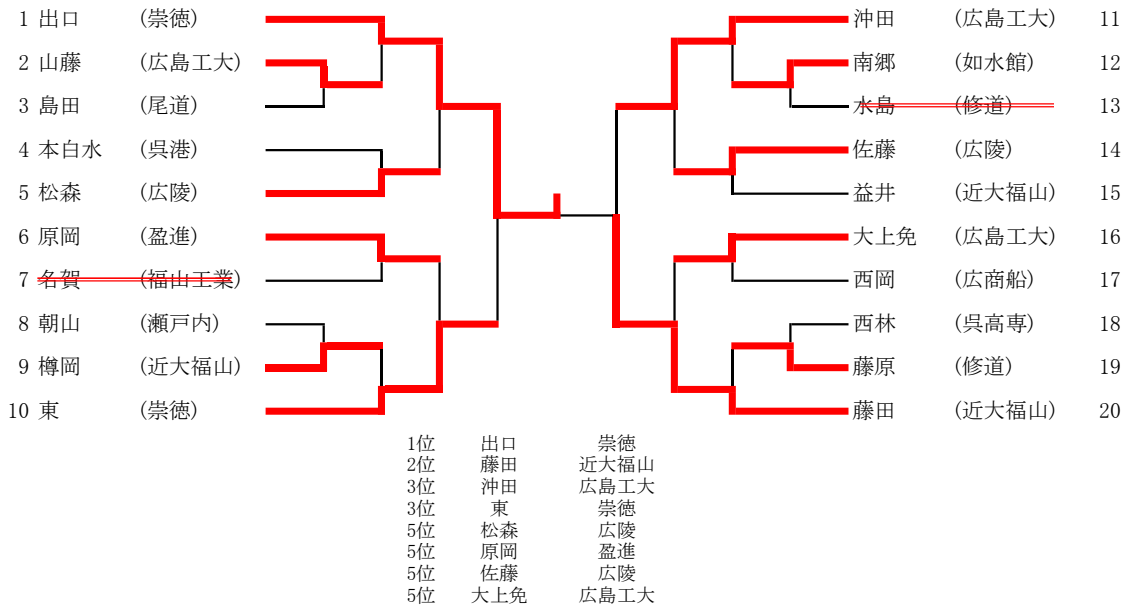 1 出口 (崇徳) 沖田 (広島工大) 11
2 山藤 (広島工大) 南郷 (如水館) 12
3 島田 (尾道) 水島 (修道) 13
4 本白水 (呉港) 佐藤 (広陵) 14
5 松森 (広陵) 益井 (近大福山) 15
6 原岡 (盈進) 大上免 (広島工大) 16
7 名賀 (福山工業) 西岡 (広商船) 17
8 朝山 (瀬戸内) 西林 (呉高専) 18
9 樽岡 (近大福山) 藤原 (修道) 19
10 東 (崇徳) 藤田 (近大福山) 20
1位 出口 崇徳
2位 藤田 近大福山
3位 沖田 広島工大
3位 東 崇徳
5位 松森 広陵
5位 原岡 盈進
5位 佐藤 広陵
5位 大上免 広島工大